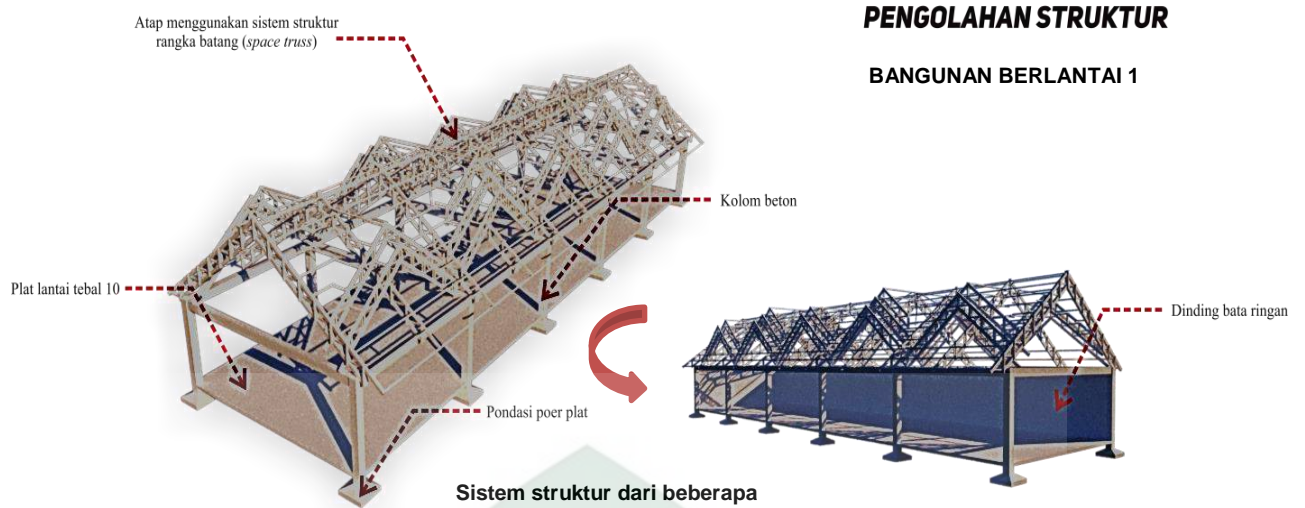 PENGOLAHAN STRUKTUR
BANGUNAN BERLANTAI 1
Atap menggunakan sistem struktur
rangka batang (space truss)
Kolom beton
Plat lantai tebal 10
Dinding bata ringan
Pondasi poer plat
Sistem struktur dari beberapa